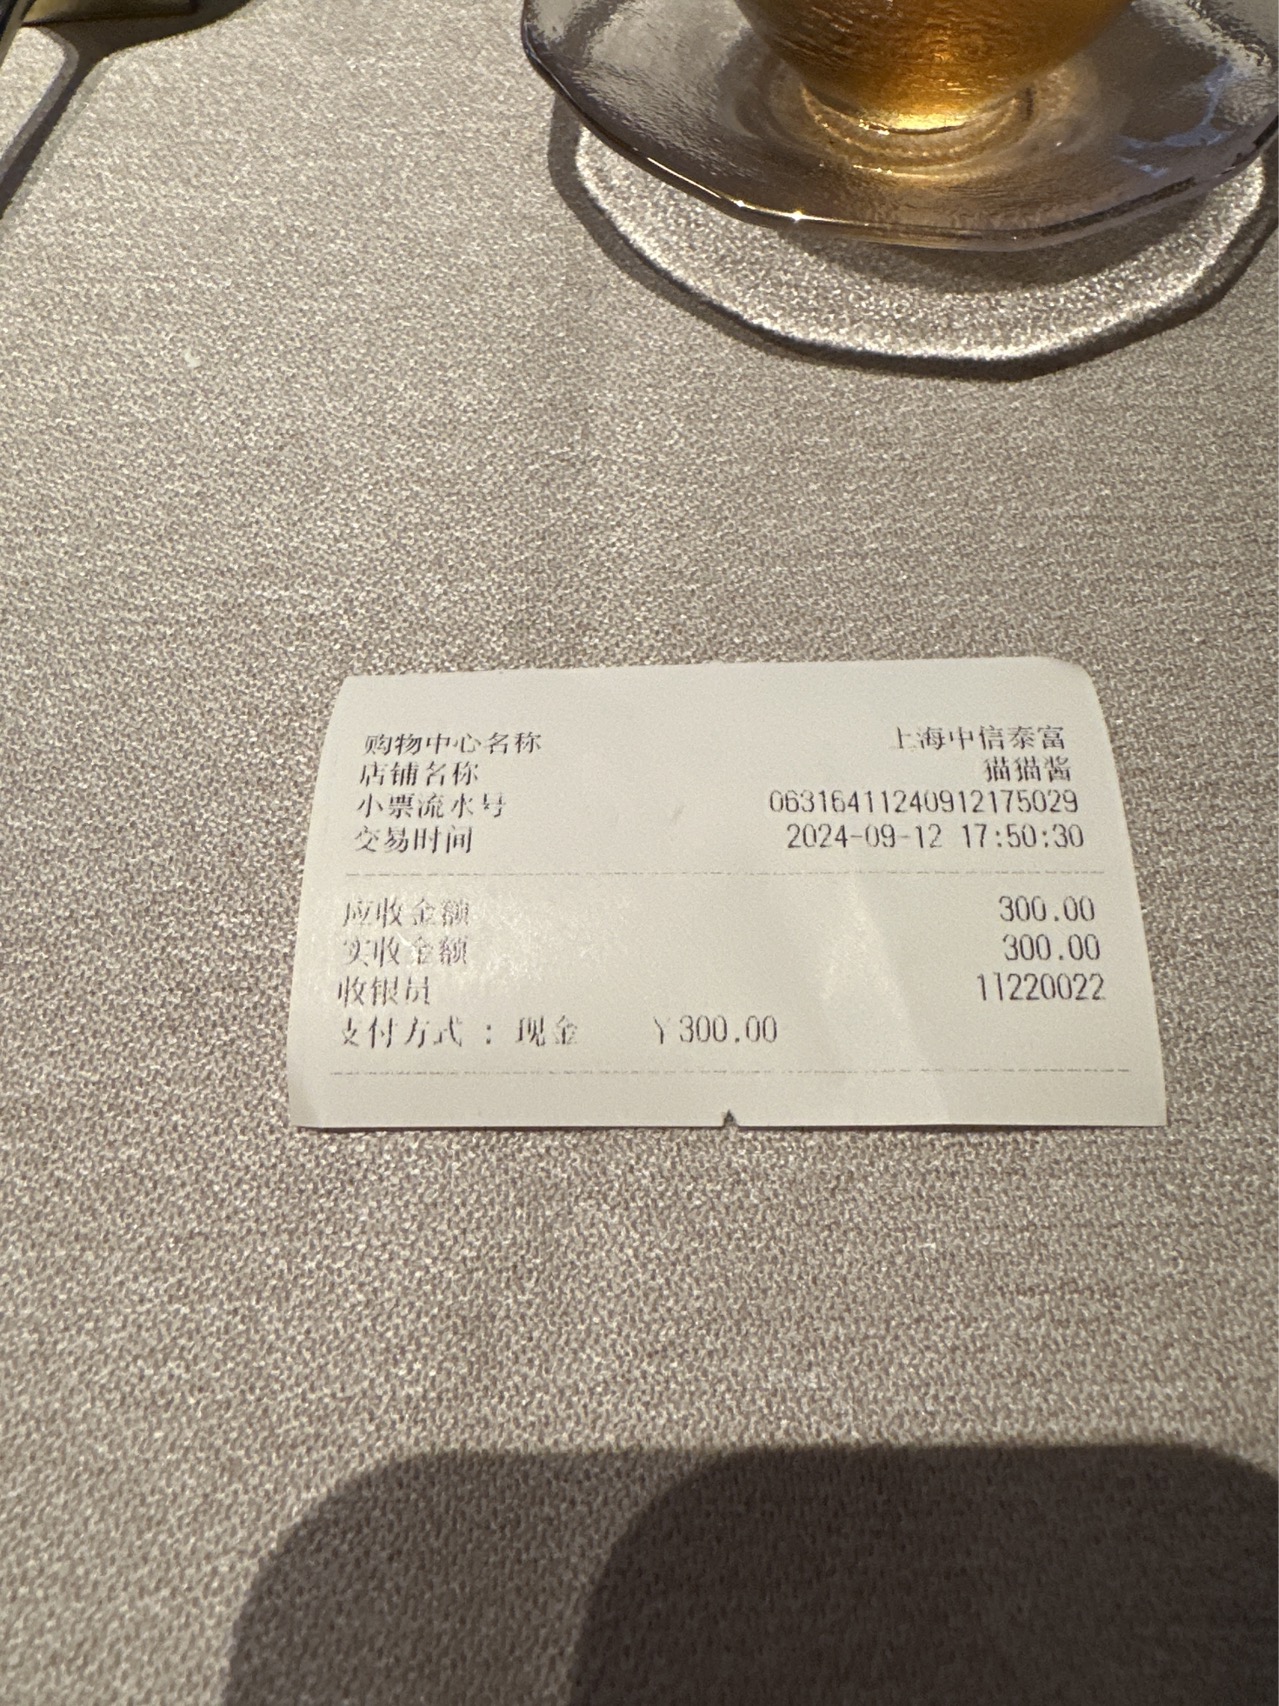 购物中心名称 上海中信泰富
店铺名称 猫猫酱
小票流水号 06316411240912175029
交易时间 2024-09-12 17:50:30
应收金额 300.00
实收金额 300.00
收银员 11220022
支付方式 : 现金 ¥300.00